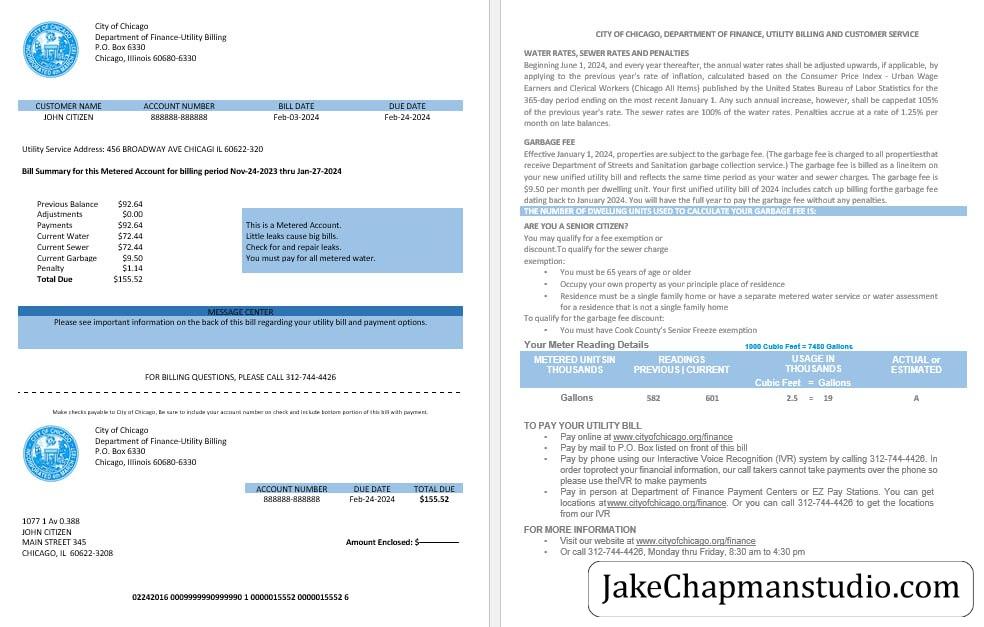 City of Chicago
Department of Finance-Utility Billing
P.O. Box 6330
Chicago, Illinois 60680-6330
CUSTOMER NAME ACCOUNT NUMBER BILL DATE DUE DATE
JOHN CITIZEN 888888-888888 Feb-03-2024 Feb-24-2024
Utility Service Address: 456 BROADWAY AVE CHICAGI IL 60622-320
Bill Summary for this Metered Account for billing period Nov-24-2023 thru Jan-27-2024
Previous Balance $92.64
Adjustments $0.00
Payments $92.64
Current Water $72.44
Current Sewer $72.44
Current Garbage $9.50
Penalty $1.14
Total Due $155.52
This is a Metered Account.
Little leaks cause big bills.
Check for and repair leaks.
You must pay for all metered water.
MESSAGE CENTER
Please see important information on the back of this bill regarding your utility bill and payment options.
FOR BILLING QUESTIONS, PLEASE CALL 312-744-4426
Make checks payable to City of Chicago, Be sure to include your account number on check and include bottom portion of this bill with payment.
City of Chicago
Department of Finance-Utility Billing
P.O. Box 6330
Chicago, Illinois 60680-6330
ACCOUNT NUMBER DUE DATE TOTAL DUE
888888-888888 Feb-24-2024 $155.52
1077 1 Av 0.388
JOHN CITIZEN
MAIN STREET 345
CHICAGO, IL 60622-3208
Amount Enclosed: $
02242016 0009999990999990 1 0000015552 0000015552 6
CITY OF CHICAGO, DEPARTMENT OF FINANCE, UTILITY BILLING AND CUSTOMER SERVICE
WATER RATES, SEWER RATES AND PENALTIES
Beginning June 1, 2024, and every year thereafter, the annual water rates shall be adjusted upwards, if applicable, by
applying to the previous year's rate of inflation, calculated based on the Consumer Price Index - Urban Wage
Earners and Clerical Workers (Chicago All Items) published by the United States Bureau of Labor Statistics for the
365-day period ending on the most recent January 1. Any such annual increase, however, shall be cappedat 105%
of the previous year's rate. The sewer rates are 100% of the water rates. Penalties accrue at a rate of 1.25% per
month on late balances.
GARBAGE FEE
Effective January 1, 2024, properties are subject to the garbage fee. (The garbage fee is charged to all propertiesthat
receive Department of Streets and Sanitation garbage collection service.) The garbage fee is billed as a lineitem on
your new unified utility bill and reflects the same time period as your water and sewer charges. The garbage fee is
$9.50 per month per dwelling unit. Your first unified utility bill of 2024 includes catch up billing forthe garbage fee
dating back to January 2024. You will have the full year to pay the garbage fee without any penalties.
THE NUMBER OF DWELLING UNITS USED TO CALCULATE YOUR GARBAGE FEE IS:
ARE YOU A SENIOR CITIZEN?
You may qualify for a fee exemption or
discount.To qualify for the sewer charge
exemption:
• You must be 65 years of age or older
• Occupy your own property as your principle place of residence
• Residence must be a single family home or have a separate metered water service or water assessment
for a residence that is not a single family home
To qualify for the garbage fee discount:
• You must have Cook County's Senior Freeze exemption
Your Meter Reading Details 1000 Cubic Feet = 7480 Gallons
METERED UNITSIN THOUSANDS READINGS PREVIOUS | CURRENT USAGE IN THOUSANDS ACTUAL or ESTIMATED
Cubic Feet = Gallons
Gallons 582 601 2.5 = 19 A
TO PAY YOUR UTILITY BILL
• Pay online at www.cityofchicago.org/finance
• Pay by mail to P.O. Box listed on front of this bill
• Pay by phone using our Interactive Voice Recognition (IVR) system by calling 312-744-4426. In
order toprotect your financial information, our call takers cannot take payments over the phone so
please use theIVR to make payments
• Pay in person at Department of Finance Payment Centers or EZ Pay Stations. You can get
locations atwww.cityofchicago.org/finance. Or you can call 312-744-4426 to get the locations
from our IVR
FOR MORE INFORMATION
• Visit our website at www.cityofchicago.org/finance
• Or call 312-744-4426, Monday thru Friday, 8:30 am to 4:30 pm
JakeChapmanstudio.com